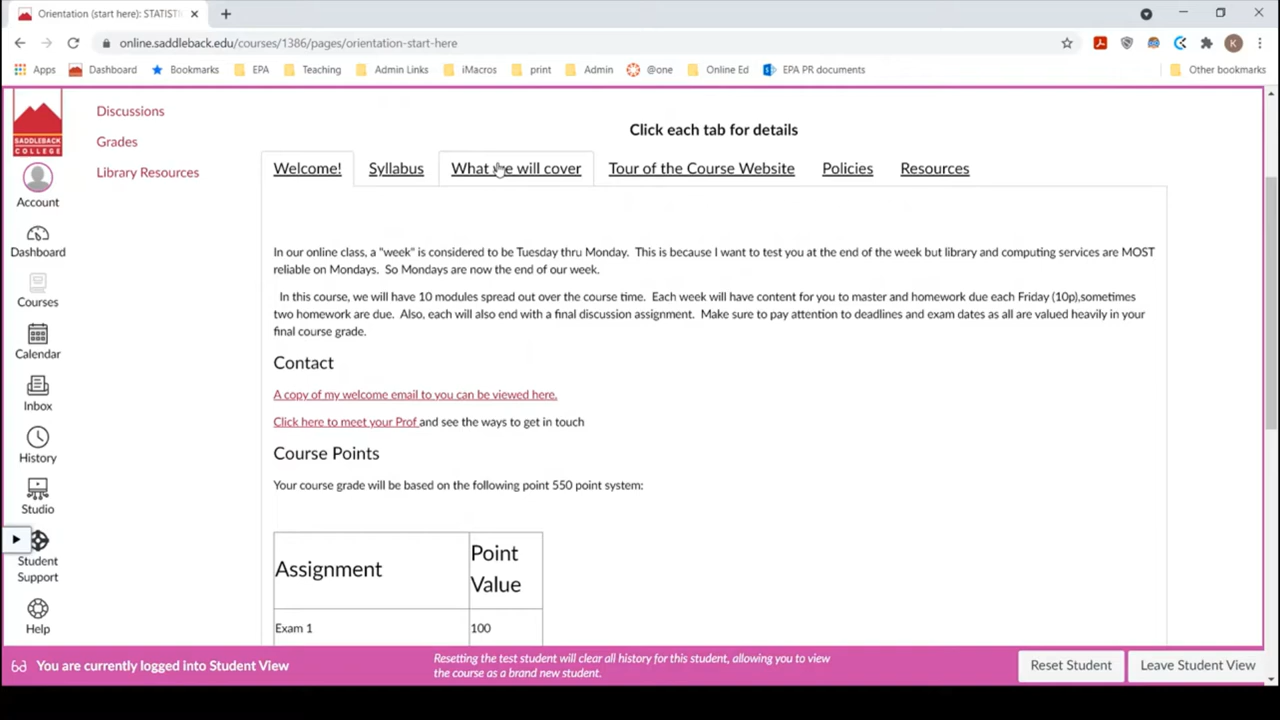 Orientation (start here): STATIST
online.saddleback.edu/courses/1386/pages/orientation-start-here
K
Apps
Dashboard
Bookmarks
EPA
Teaching
Admin Links
iMacros
print
Admin
@one
Online Ed
EPA PR documents
Other bookmarks
SADDLEBACK
COLLEGE
Account
Dashboard
Courses
Calendar
Inbox
History
Studio
Student
Support
Help
Discussions
Grades
Library Resources
Click each tab for details
Welcome!
Syllabus
What we will cover
Tour of the Course Website
Policies
Resources
In our online class, a "week" is considered to be Tuesday thru Monday. This is because I want to test you at the end of the week but library and computing services are MOST
reliable on Mondays. So Mondays are now the end of our week.
In this course, we will have 10 modules spread out over the course time. Each week will have content for you to master and homework due each Friday (10p),sometimes
two homework are due. Also, each will also end with a final discussion assignment. Make sure to pay attention to deadlines and exam dates as all are valued heavily in your
final course grade.
Contact
A copy of my welcome email to you can be viewed here.
Click here to meet your Prof and see the ways to get in touch
Course Points
Your course grade will be based on the following point 550 point system:
Assignment
Point
Value
Exam 1
100
You are currently logged into Student View
Resetting the test student will clear all history for this student, allowing you to view
the course as a brand new student.
Reset Student
Leave Student View